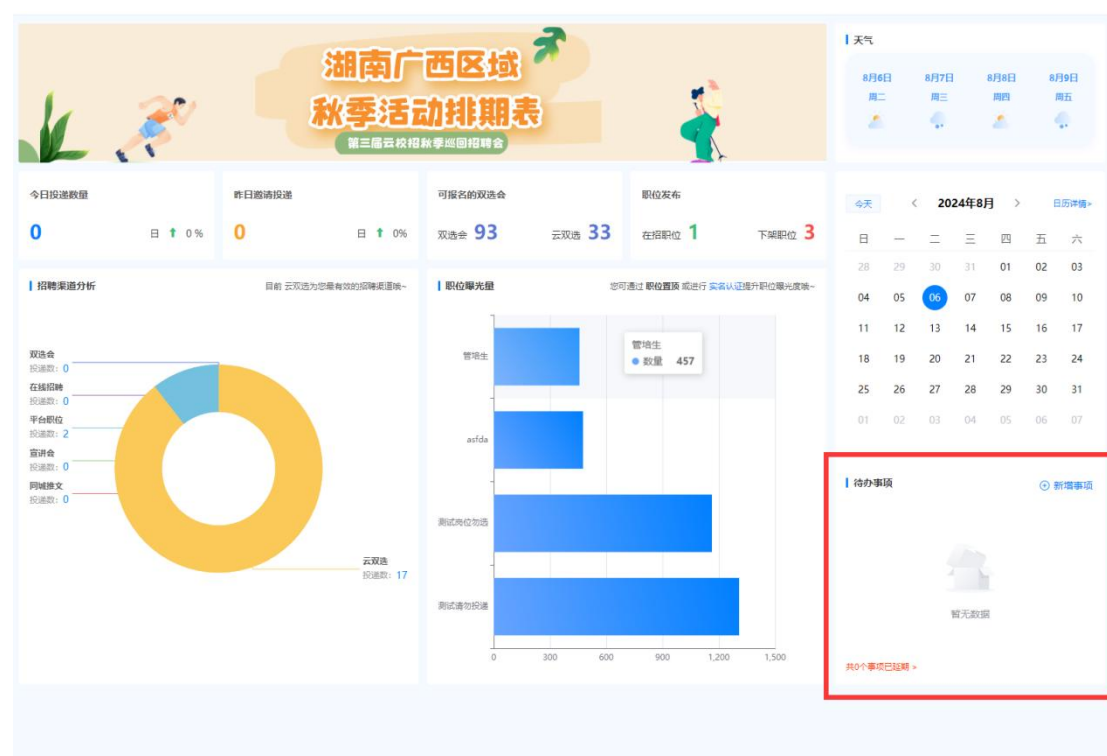 湖南广西区域
秋季活动排期表
第三届云校招秋季巡回招聘会
天气
8月6日 8月7日 8月8日 8月9日
周二 周三 周四 周五
今日投递数量
0 日 0 %
昨日邀请投递
0 日 0%
可报名的双选会
双选会 93 云双选 33
职位发布
在招职位 1 下架职位 3
今天 < 2024年8月 > 日历详情»
日 一 二 三 四 五 六
28 29 30 31 01 02 03
04 05 06 07 08 09 10
11 12 13 14 15 16 17
18 19 20 21 22 23 24
25 26 27 28 29 30 31
01 02 03 04 05 06 07
招聘渠道分析 目前 云双选为您最有效的招聘渠道哦~
双选会
投递数: 0
在线招聘
投递数: 0
平台职位
投递数: 2
宣讲会
投递数: 0
同城推文
投递数: 0
云双选
投递数: 17
职位曝光量 您可通过 职位置顶 或进行 实名认证提升职位曝光度哦~
管培生
管培生
数量 457
asfda
测试岗位勿选
测试请勿投递
0 300 600 900 1,200 1,500
待办事项 新增事项
暂无数据
共0个事项已延期 »